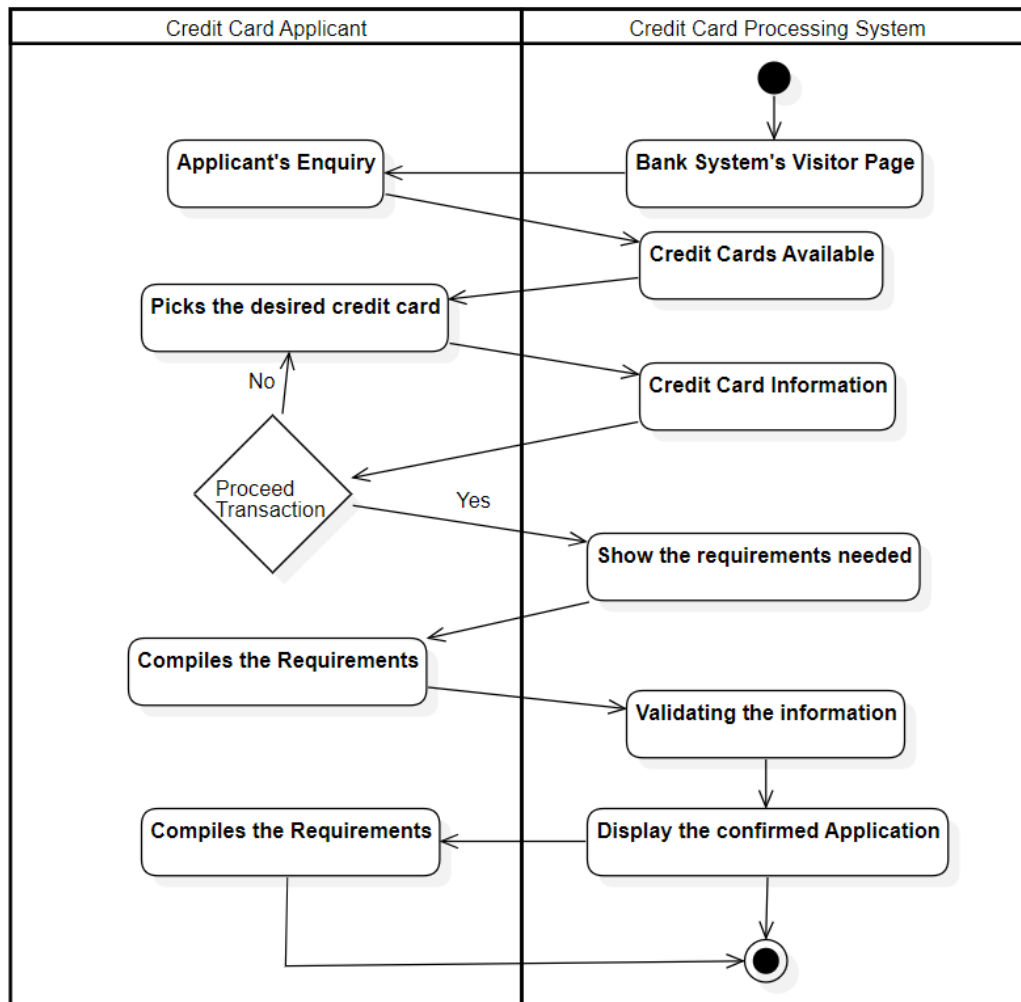 Credit Card Applicant
Credit Card Processing System
Applicant's Enquiry
Bank System's Visitor Page
Credit Cards Available
Picks the desired credit card
No
Credit Card Information
Proceed
Transaction
Yes
Show the requirements needed
Compiles the Requirements
Validating the information
Compiles the Requirements
Display the confirmed Application